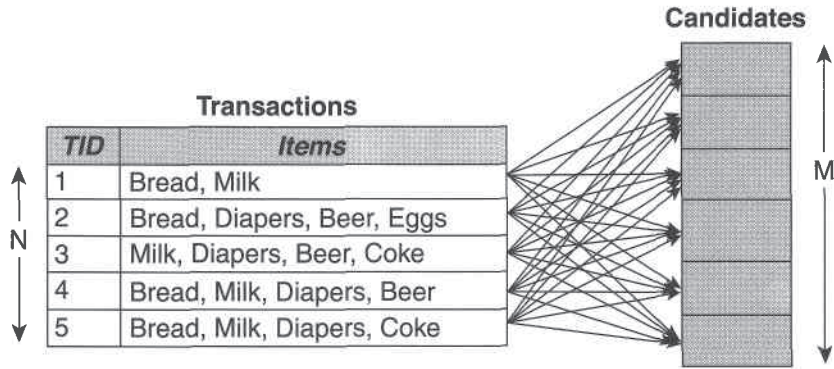 Candidates
Transactions
TID Items
1 Bread, Milk
2 Bread, Diapers, Beer, Eggs
3 Milk, Diapers, Beer, Coke
4 Bread, Milk, Diapers, Beer
5 Bread, Milk, Diapers, Coke
N
M